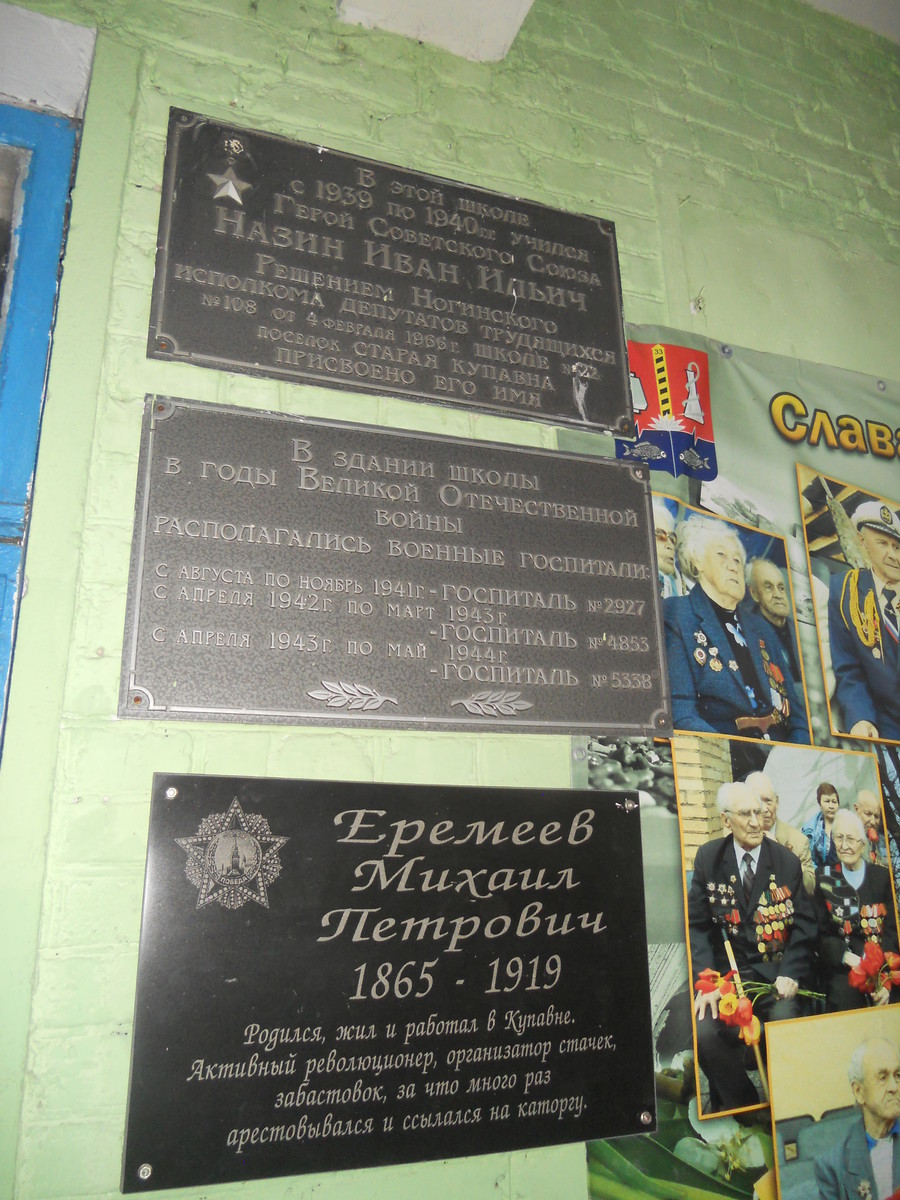 В этой школе
с 1939 по 1940гг. учился
Герой Советского Союза
Назин Иван Ильич
Решением Ногинского
исполкома депутатов трудящихся
№108 от 4 февраля 1966г. школе №22
поселок Старая Купавна
присвоено его имя
В здании школы
в годы Великой Отечественной
войны
располагались военные госпитали:
с августа по ноябрь 1941г.-госпиталь №2927
с апреля 1942г. по март 1943г.
-госпиталь №4853
с апреля 1943г. по май 1944г.
-госпиталь №5338
ПОБЕДА
Еремеев
Михаил
Петрович
1865 - 1919
Родился, жил и работал в Купавне.
Активный революционер, организатор стачек,
забастовок, за что много раз
арестовывался и ссылался на каторгу.
33
Слава